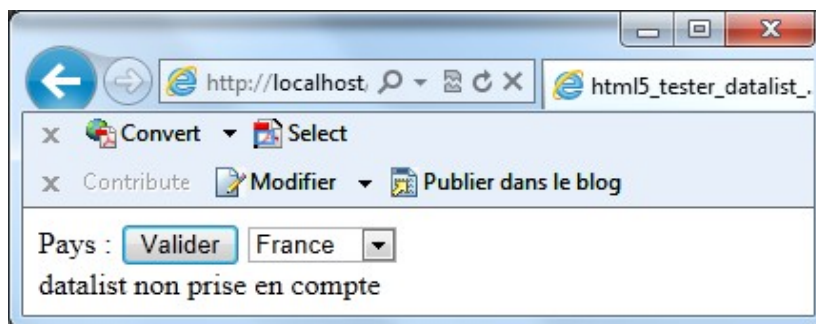 http://localhost, html5_tester_datalist_.
x Convert Select
x Contribute Modifier Publier dans le blog
Pays : Valider France
datalist non prise en compte